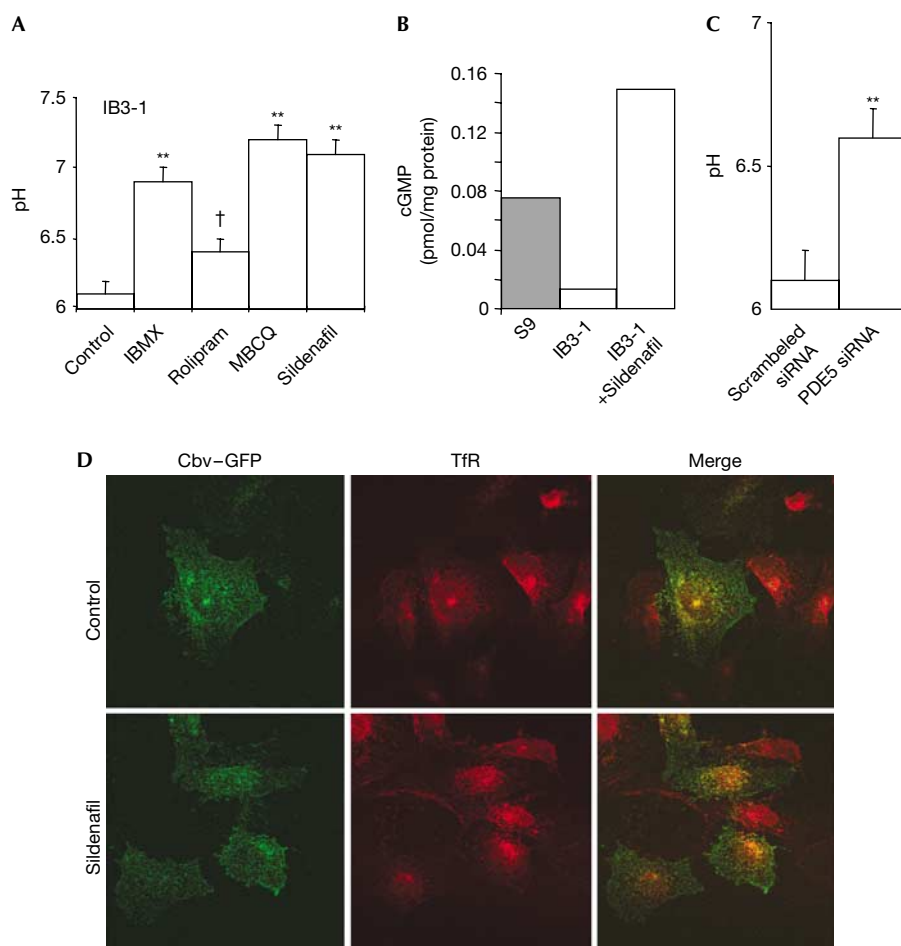 A
IB3-1
pH
7.5
7
6.5
6
**
†
**
**
Control
IBMX
Rolipram
MBCQ
Sildenafil
B
cGMP
(pmol/mg protein)
0.16
0.12
0.08
0.04
0
S9
IB3-1
IB3-1
+Sildenafil
C
pH
7
6.5
6
**
Scrambeled
siRNA
PDE5 siRNA
D
Cbv–GFP
TfR
Merge
Control
Sildenafil